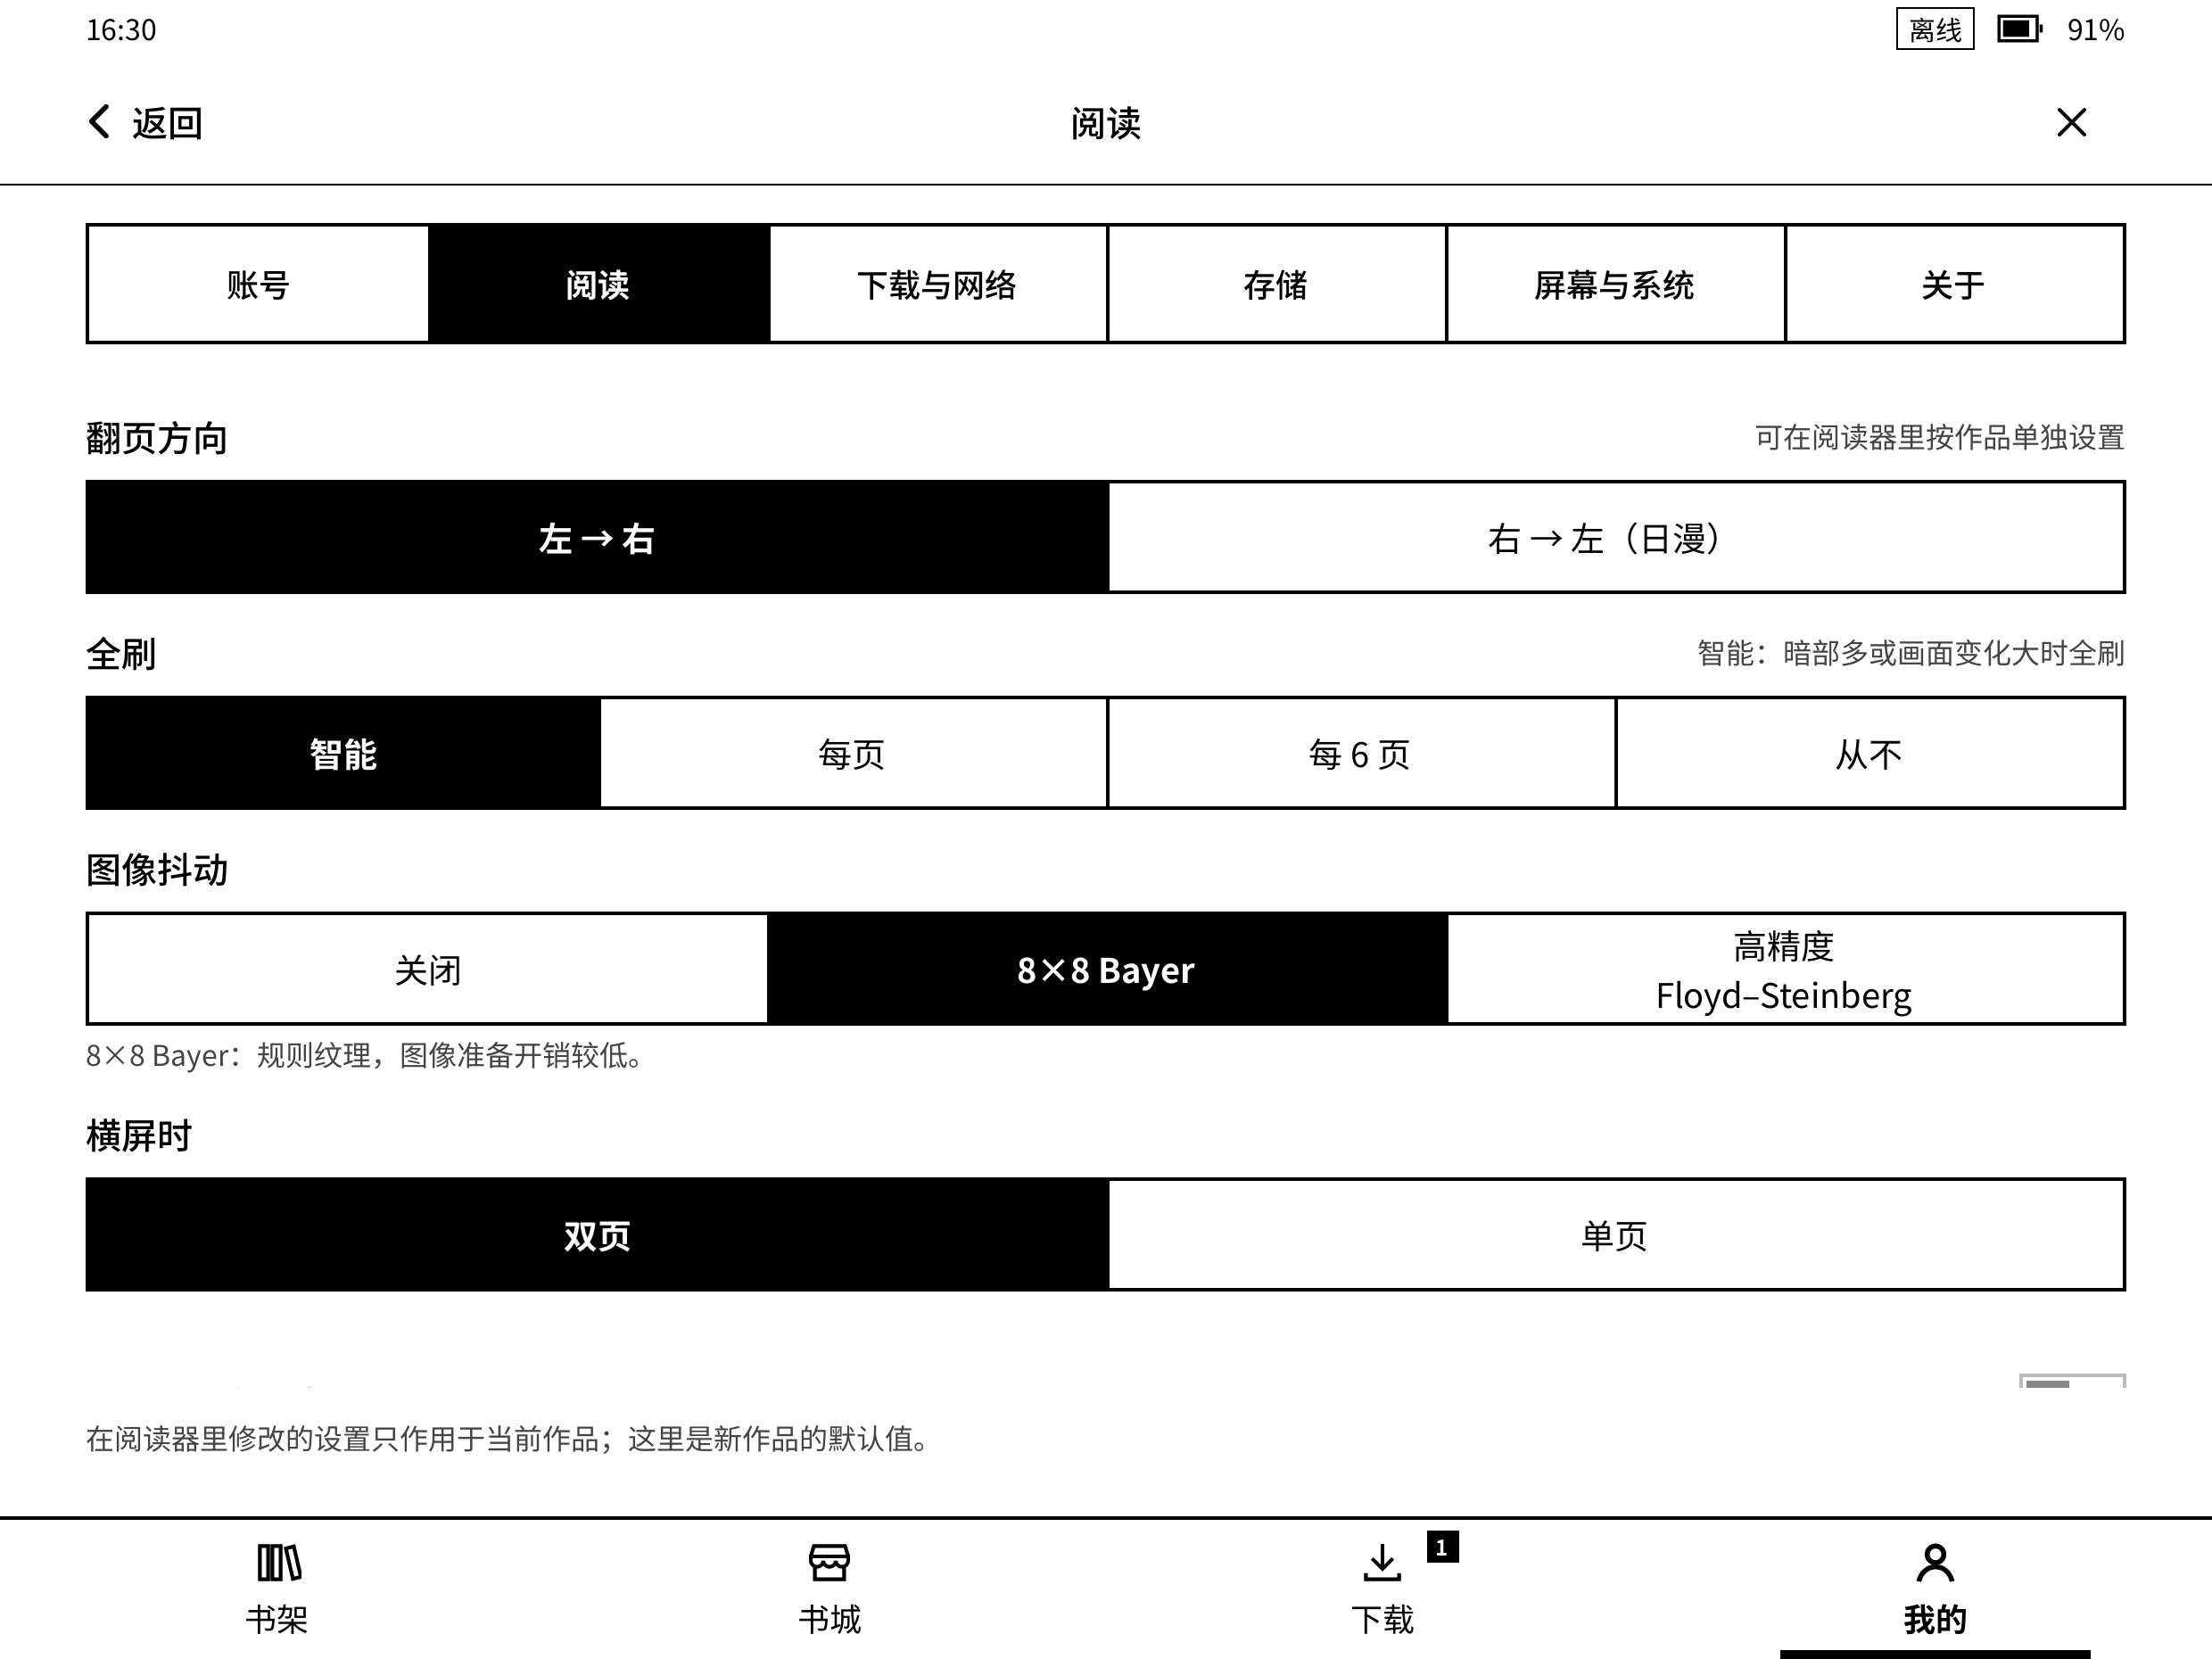 16:30
离线 91%
返回
阅读
账号 阅读 下载与网络 存储 屏幕与系统 关于
翻页方向 可在阅读器里按作品单独设置
左 → 右 右 → 左（日漫）
全刷 智能：暗部多或画面变化大时全刷
智能 每页 每 6 页 从不
图像抖动
关闭 8×8 Bayer 高精度
Floyd–Steinberg
8×8 Bayer：规则纹理，图像准备开销较低。
横屏时
双页 单页
在阅读器里修改的设置只作用于当前作品；这里是新作品的默认值。
1
书架 书城 下载 我的